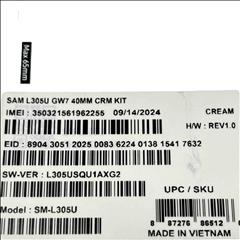 Max 65mm
SAM L305U GW7 40MM CRM KIT
IMEI : 350321561962255 09/14/2024 CREAM
H/W : REV1.0
EID : 8904 3051 2025 0083 6224 0138 1541 7632
SW-VER : L305USQU1AXG2
UPC / SKU
Model : SM-L305U
8 87276 86512
MADE IN VIETNAM